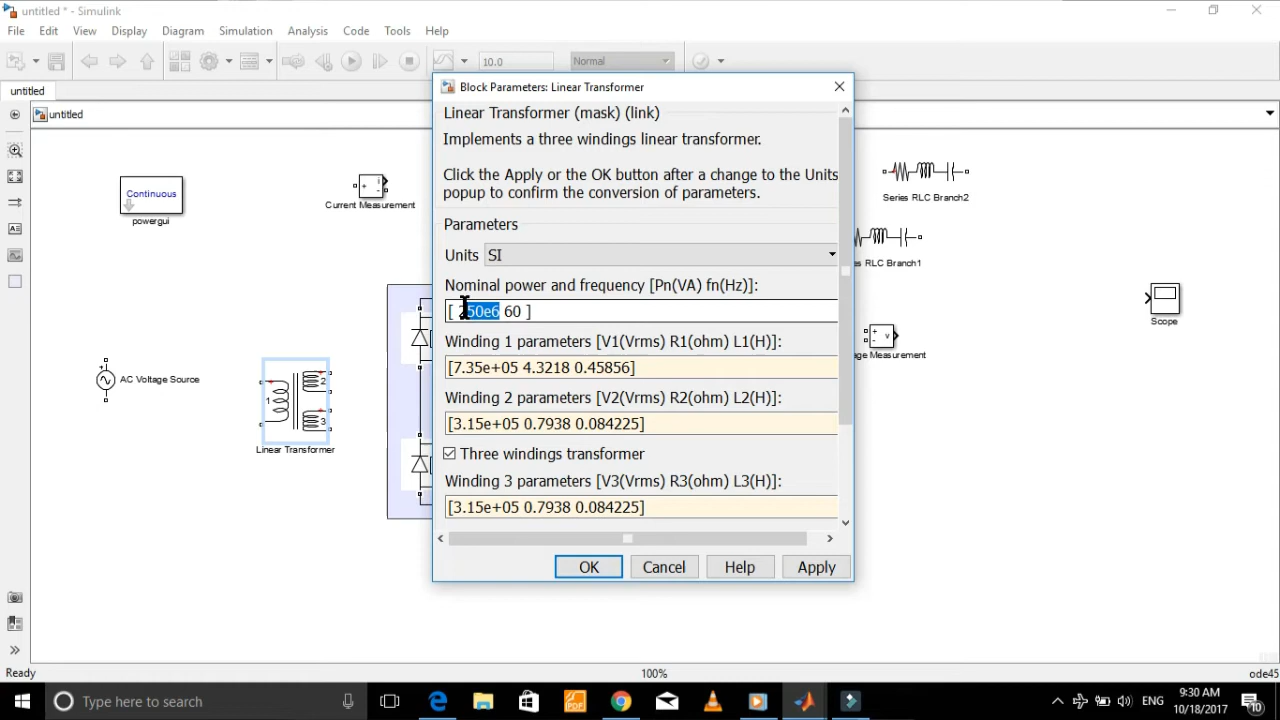 untitled * - Simulink
File Edit View Display Diagram Simulation Analysis Code Tools Help
10.0 Normal
untitled
untitled
Block Parameters: Linear Transformer
Linear Transformer (mask) (link)
Implements a three windings linear transformer.
Click the Apply or the OK button after a change to the Units
popup to confirm the conversion of parameters.
Parameters
Units SI
Nominal power and frequency [Pn(VA) fn(Hz)]:
[ 250e6 60 ]
Winding 1 parameters [V1(Vrms) R1(ohm) L1(H)]:
[7.35e+05 4.3218 0.45856]
Winding 2 parameters [V2(Vrms) R2(ohm) L2(H)]:
[3.15e+05 0.7938 0.084225]
Three windings transformer
Winding 3 parameters [V3(Vrms) R3(ohm) L3(H)]:
[3.15e+05 0.7938 0.084225]
OK Cancel Help Apply
Continuous
powergui
+ i -
Current Measurement
AC Voltage Source
1 2 3
Linear Transformer
Series RLC Branch2
RLC Branch1
+ v -
Measurement
Scope
Ready 100% ode45
Type here to search
ENG
9:30 AM
10/18/2017
10